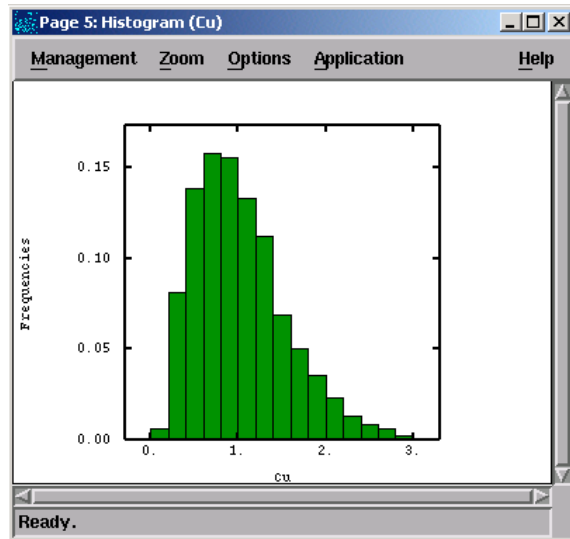 Page 5: Histogram (Cu)
Management Zoom Options Application Help
0.15
0.10
0.05
0.00
Frequencies
0. 1. 2. 3.
Cu
Ready.